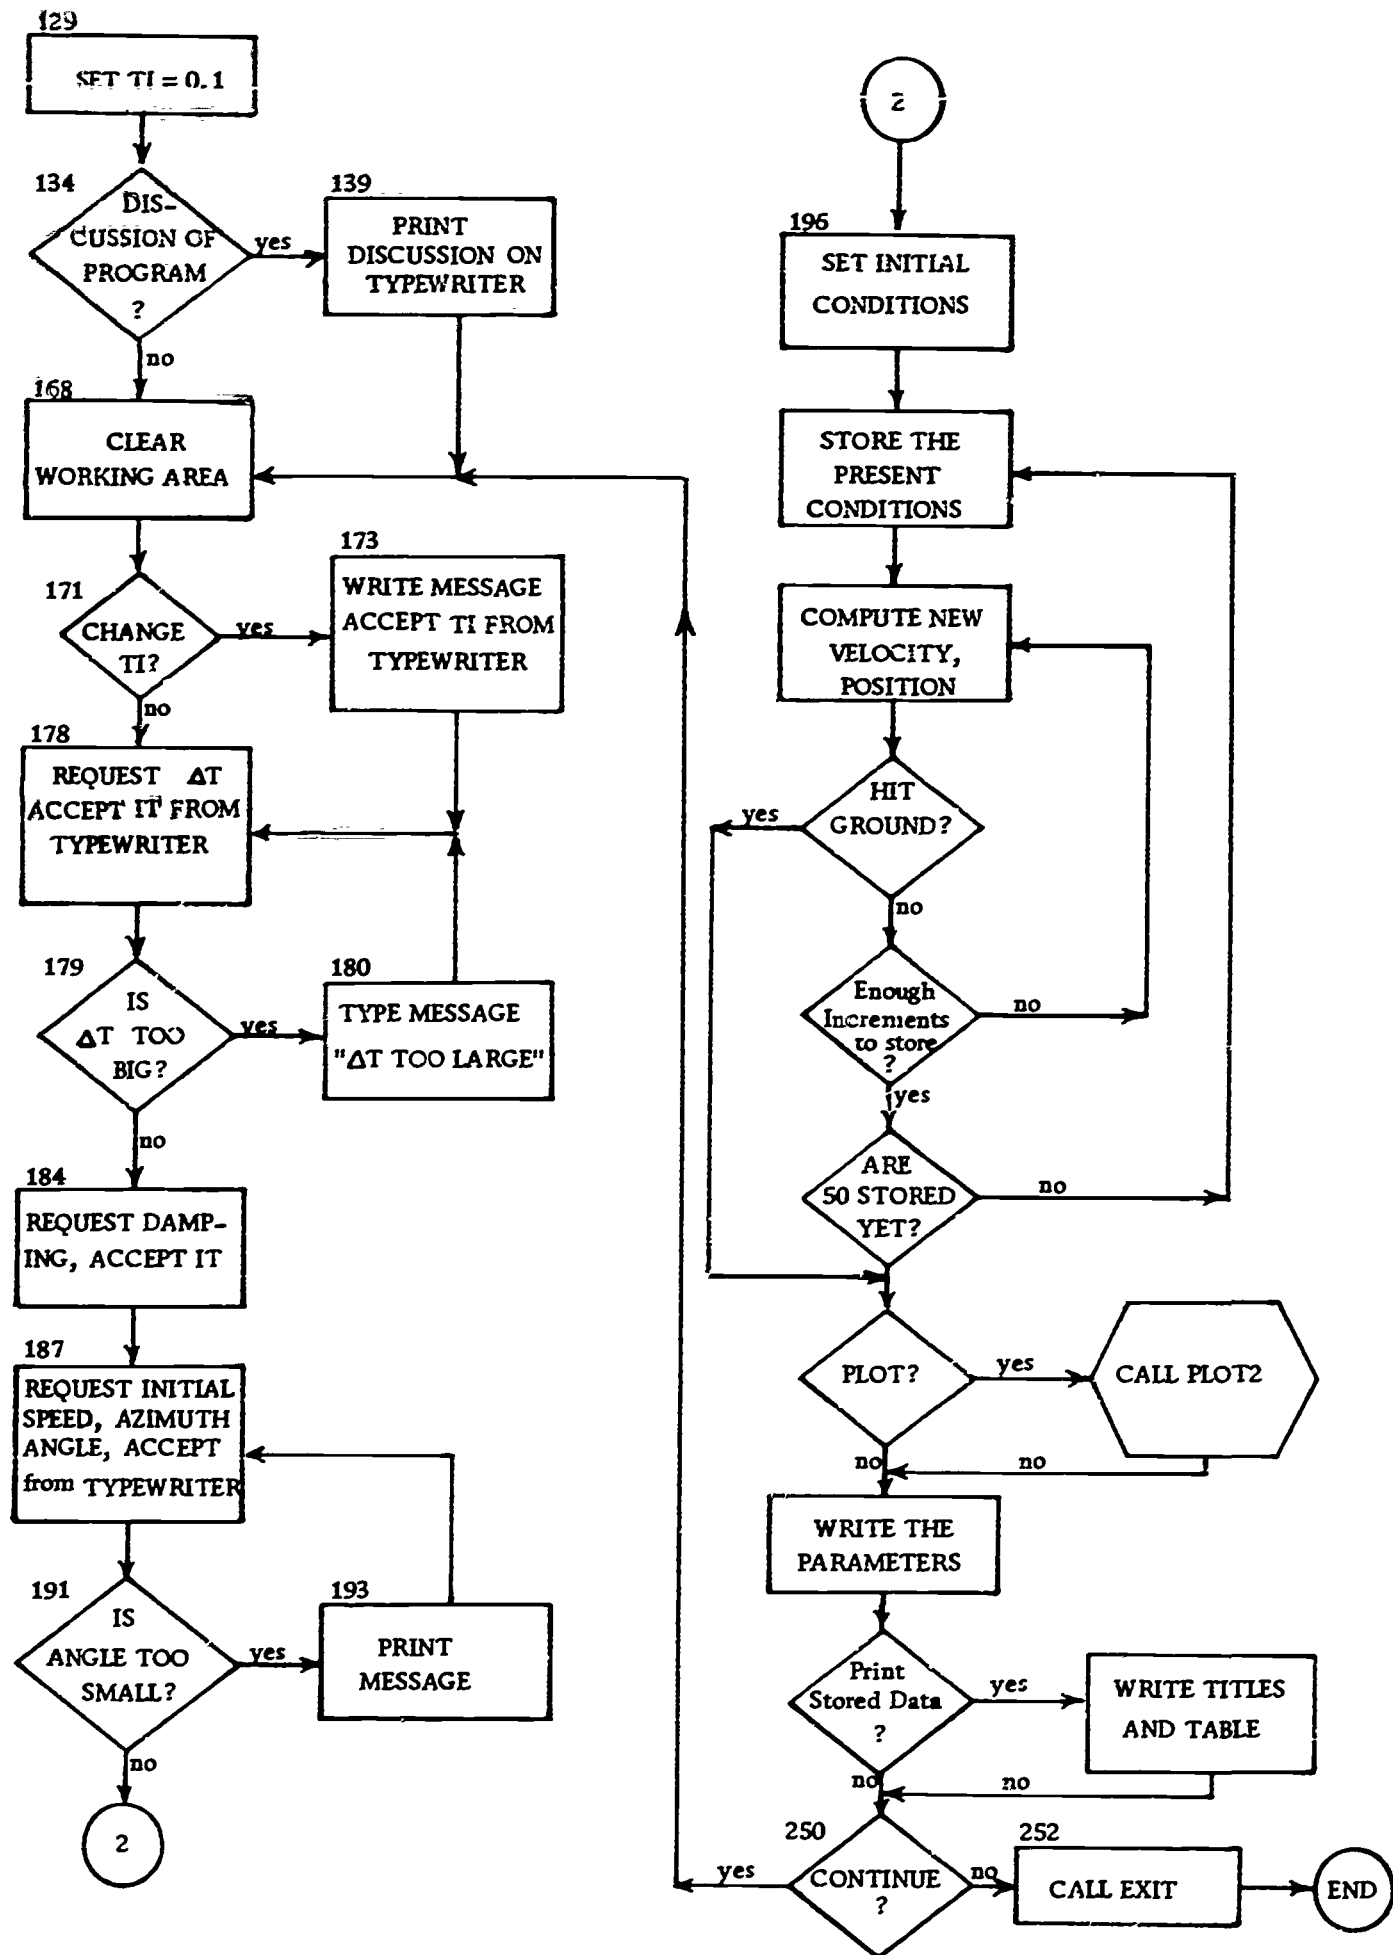 129
SET TI = 0.1
134
DIS-
CUSSION OF
PROGRAM
?
yes
no
139
PRINT
DISCUSSION ON
TYPEWRITER
168
CLEAR
WORKING AREA
171
CHANGE
TI?
yes
no
173
WRITE MESSAGE
ACCEPT TI FROM
TYPEWRITER
178
REQUEST ΔT
ACCEPT IT FROM
TYPEWRITER
179
IS
ΔT TOO
BIG?
yes
no
180
TYPE MESSAGE
"ΔT TOO LARGE"
184
REQUEST DAMP-
ING, ACCEPT IT
187
REQUEST INITIAL
SPEED, AZIMUTH
ANGLE, ACCEPT
from TYPEWRITER
191
IS
ANGLE TOO
SMALL?
yes
no
193
PRINT
MESSAGE
2
2
196
SET INITIAL
CONDITIONS
STORE THE
PRESENT
CONDITIONS
COMPUTE NEW
VELOCITY,
POSITION
HIT
GROUND?
yes
no
Enough
Increments
to store
?
no
yes
ARE
50 STORED
YET?
no
PLOT?
yes
CALL PLOT2
no
no
WRITE THE
PARAMETERS
Print
Stored Data
?
yes
WRITE TITLES
AND TABLE
no
no
250
CONTINUE
?
yes
no
252
CALL EXIT
END